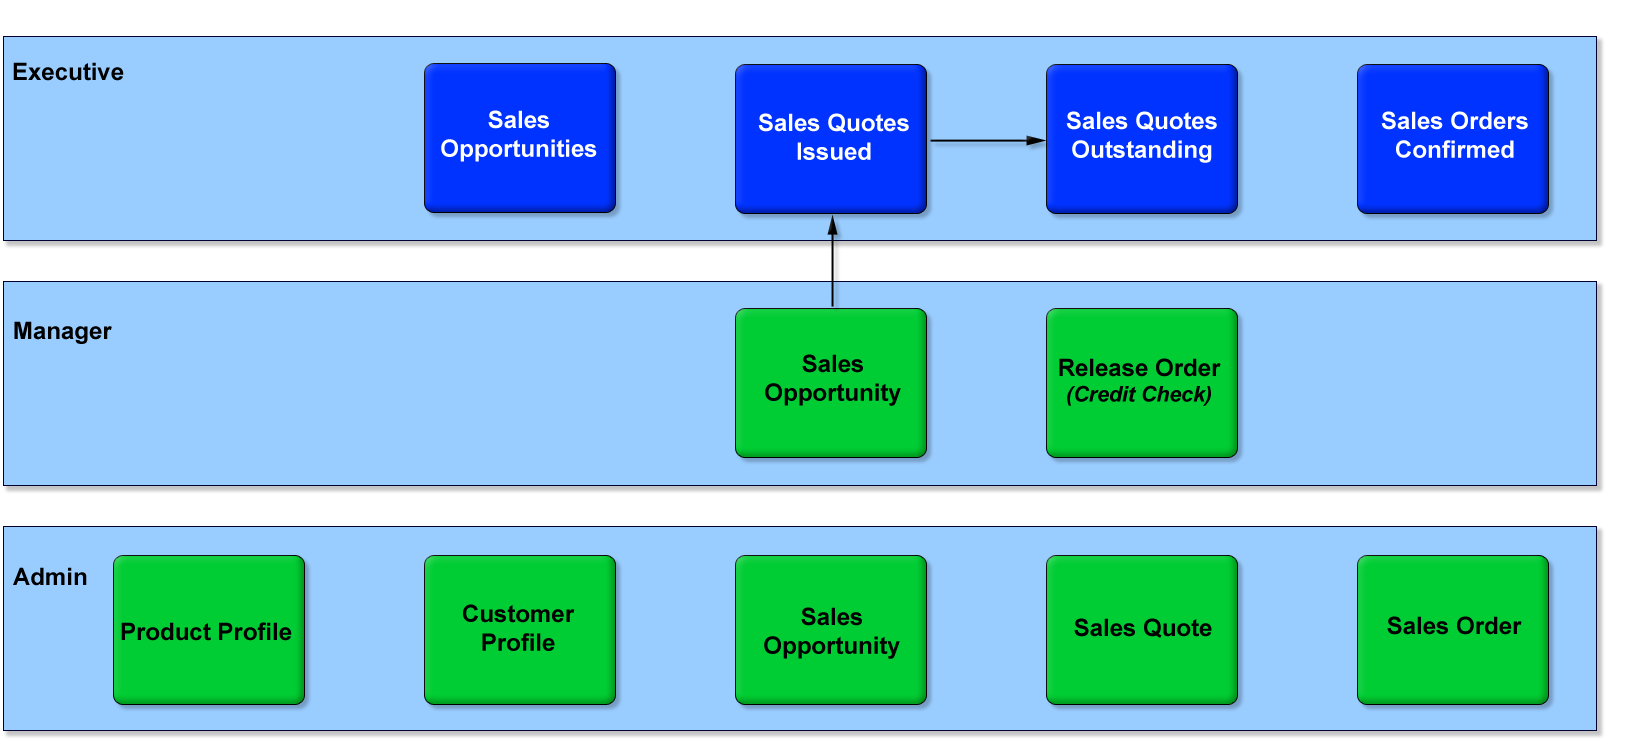 Executive
Sales
Opportunities
Sales Quotes
Issued
Sales Quotes
Outstanding
Sales Orders
Confirmed
Manager
Sales
Opportunity
Release Order
(Credit Check)
Admin
Product Profile
Customer
Profile
Sales
Opportunity
Sales Quote
Sales Order